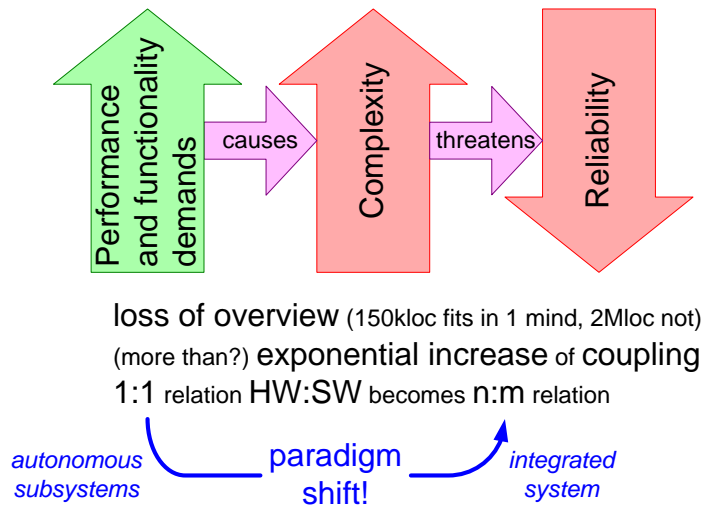 Performance
and functionality
demands
causes
Complexity
threatens
Reliability
loss of overview (150kloc fits in 1 mind, 2Mloc not)
(more than?) exponential increase of coupling
1:1 relation HW:SW becomes n:m relation
autonomous
subsystems
paradigm
shift!
integrated
system